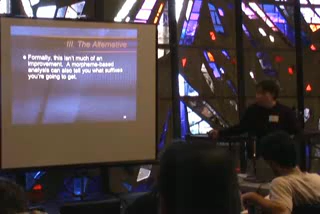 III. The Alternative
Formally, this isn't much of an
improvement. A morpheme-based
analysis can also tell you what suffixes
you're going to get.